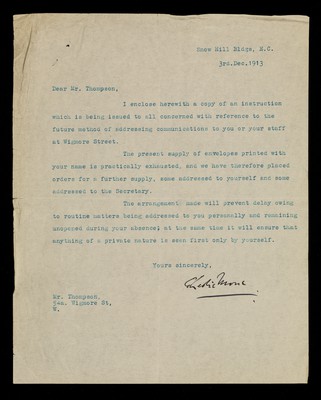 Snow Hill Bldgs, E.C.
3rd.Dec.1913
Dear Mr. Thompson,
I enclose herewith a copy of an instruction
which is being issued to all concerned with reference to the
future method of addressing communications to you or your staff
at Wigmore Street.
The present supply of envelopes printed with
your name is practically exhausted, and we have therefore placed
orders for a further supply, some addressed to yourself and some
addressed to the Secretary.
The arrangement made will prevent delay owing
to routine matters being addressed to you personally and remaining
unopened during your absence; at the same time it will ensure that
anything of a private nature is seen first only by yourself.
Yours sincerely,
Mr. Thompson,
54a. Wigmore St,
W.